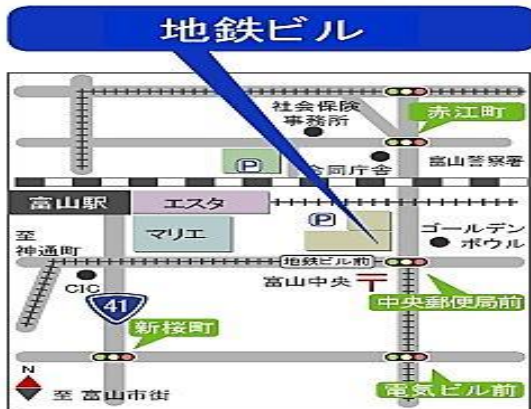 地鉄ビル
社会保険
事務所
赤江町
P
合同庁舎
富山警察署
富山駅
エスタ
P
マリエ
ゴールデン
ボウル
至
神通町
地鉄ビル前
CIC
富山中央
〒
中央郵便局前
41
新桜町
N
至 富山市街
電気ビル前